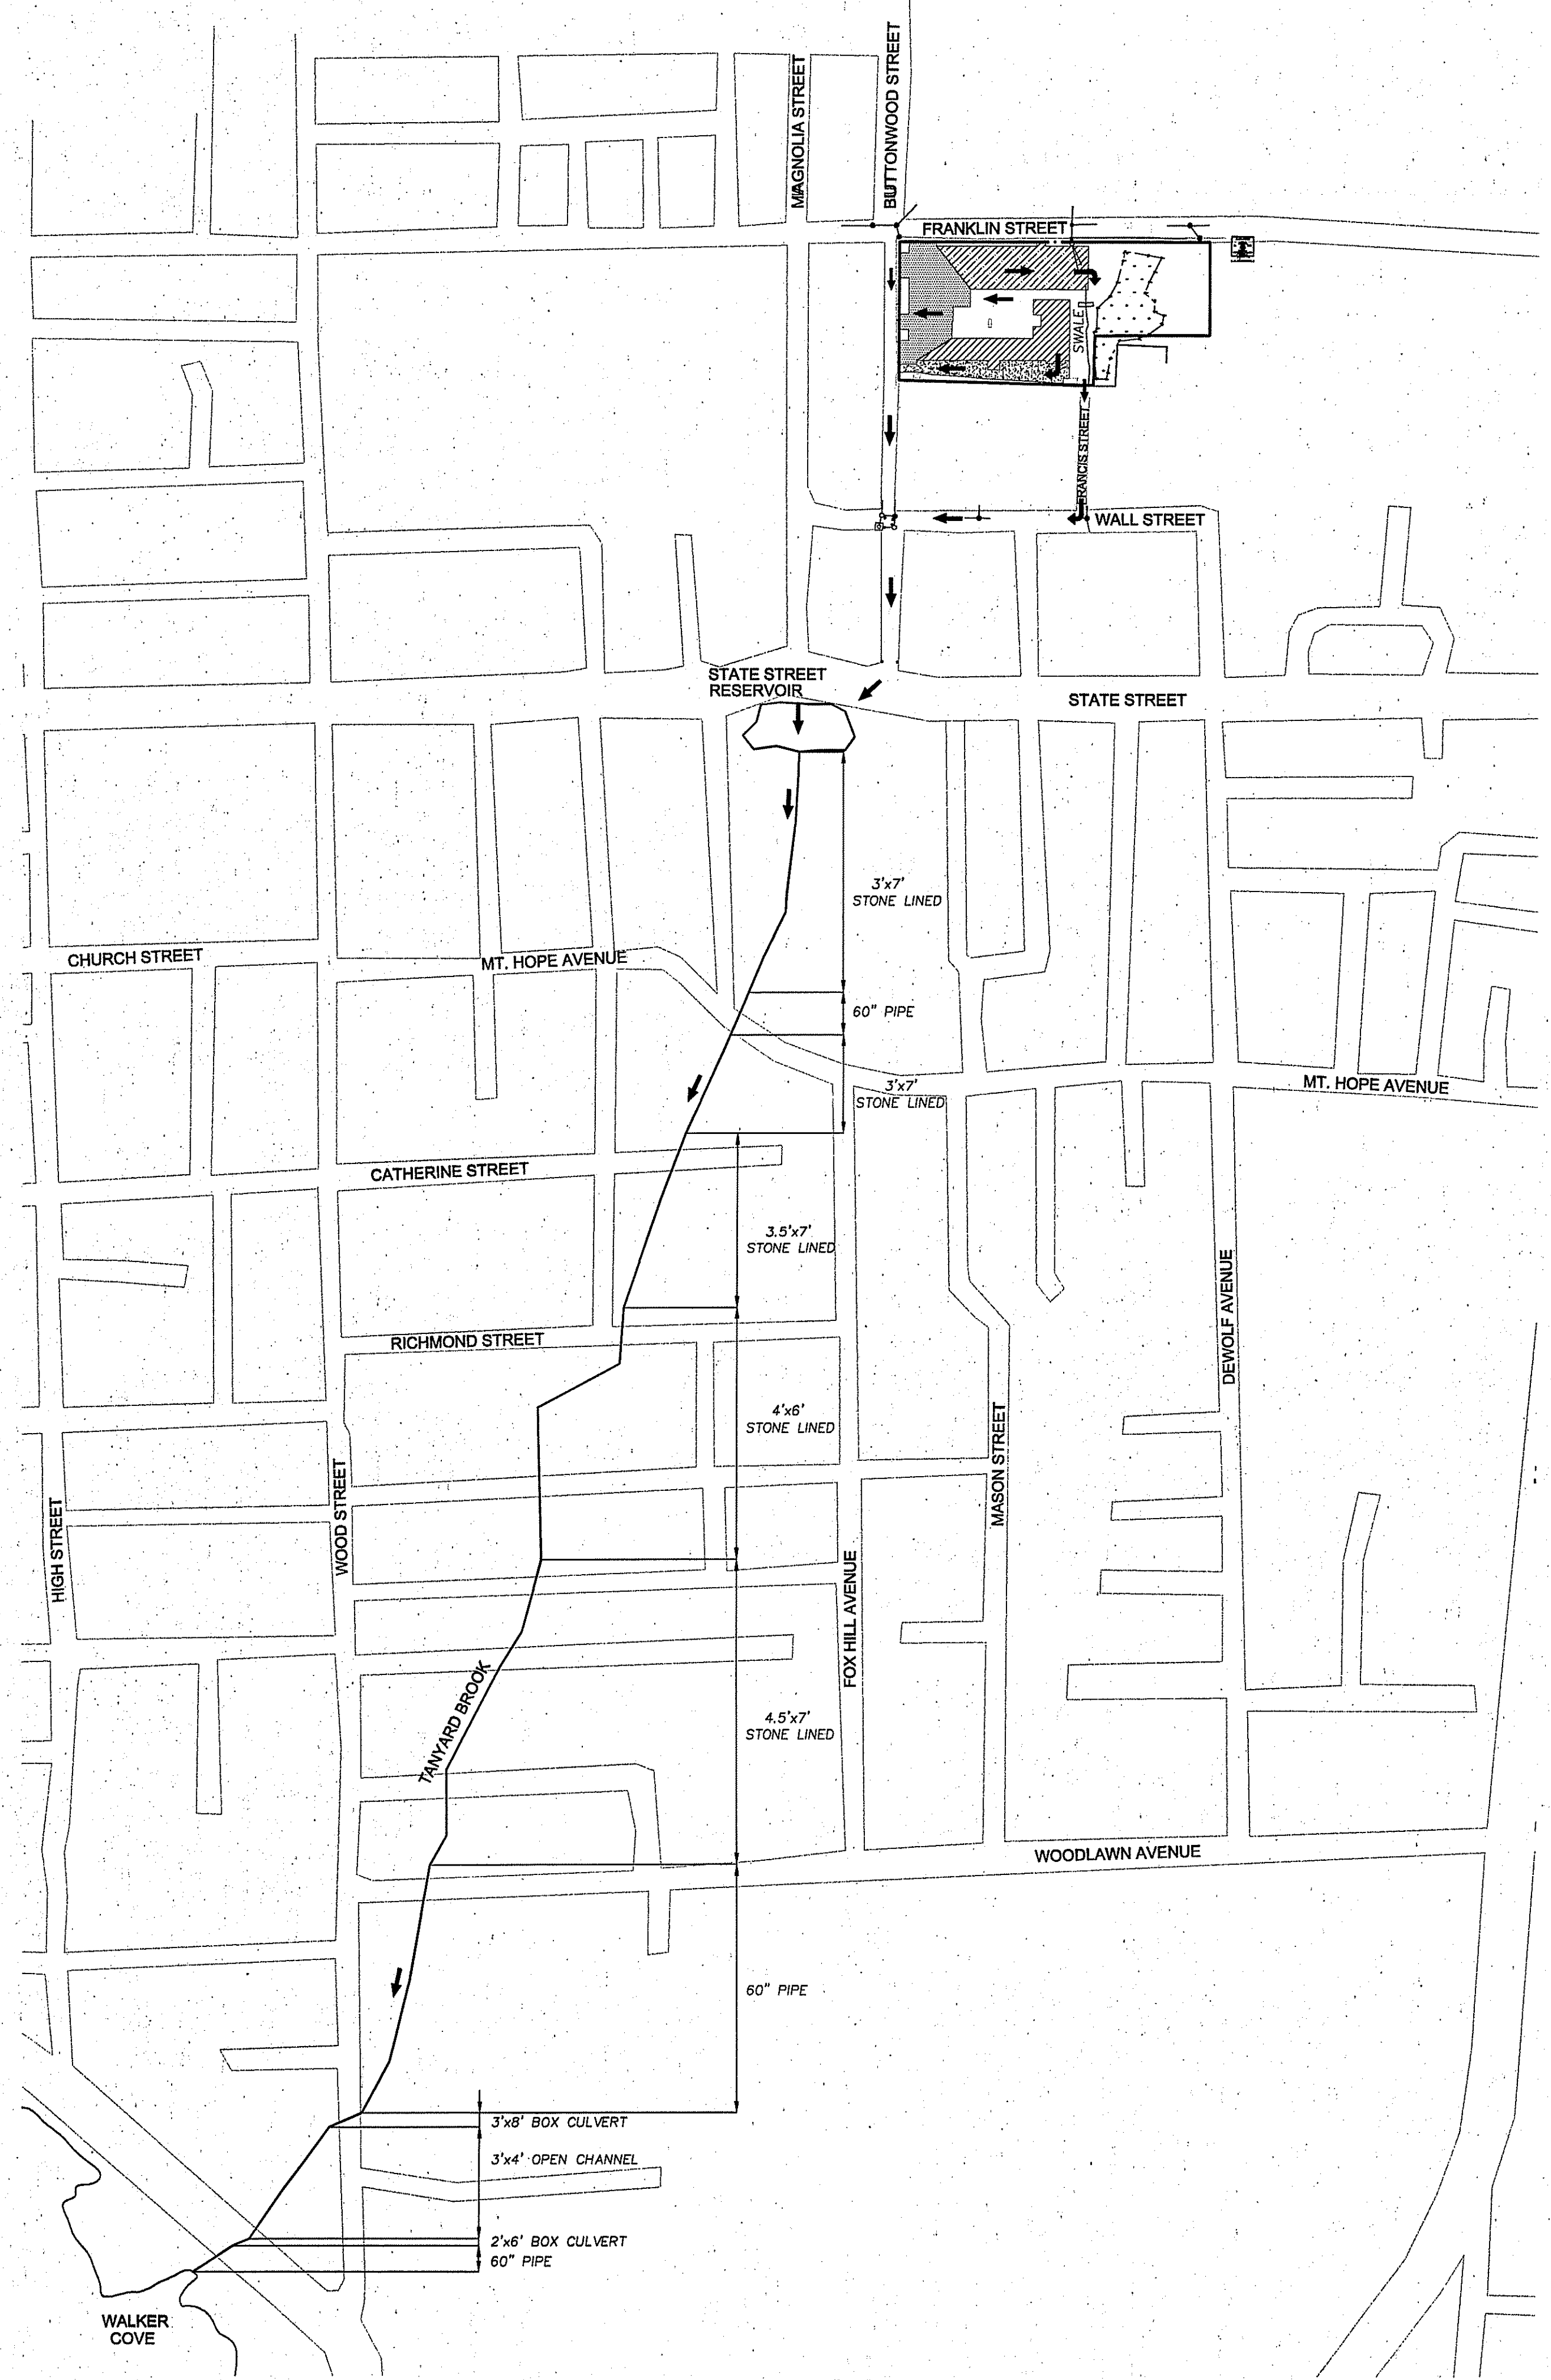 MAGNOLIA STREET
BUTTONWOOD STREET
FRANKLIN STREET
SWALE
FRANCIS STREET
WALL STREET
STATE STREET
RESERVOIR
STATE STREET
3'x7'
STONE LINED
CHURCH STREET
MT. HOPE AVENUE
60" PIPE
3'x7'
STONE LINED
MT. HOPE AVENUE
CATHERINE STREET
3.5'x7'
STONE LINED
DEWOLF AVENUE
RICHMOND STREET
4'x6'
STONE LINED
MASON STREET
HIGH STREET
WOOD STREET
FOX HILL AVENUE
TANYARD BROOK
4.5'x7'
STONE LINED
WOODLAWN AVENUE
60" PIPE
3'x8' BOX CULVERT
3'x4' OPEN CHANNEL
2'x6' BOX CULVERT
60" PIPE
WALKER
COVE